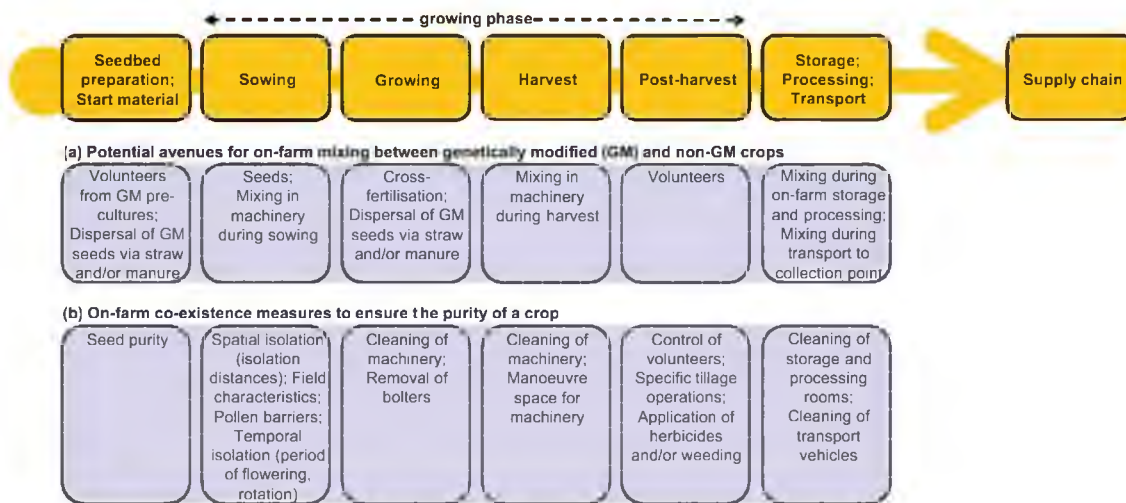 growing phase
Seedbed
preparation;
Start material
Sowing
Growing
Harvest
Post-harvest
Storage;
Processing;
Transport
Supply chain
(a) Potential avenues for on-farm mixing between genetically modified (GM) and non-GM crops
Volunteers
from GM pre-
cultures;
Dispersal of GM
seeds via straw
and/or manure
Seeds;
Mixing in
machinery
during sowing
Cross-
fertilisation;
Dispersal of GM
seeds via straw
and/or manure
Mixing in
machinery
during harvest
Volunteers
Mixing during
on-farm storage
and processing;
Mixing during
transport to
collection point
(b) On-farm co-existence measures to ensure the purity of a crop
Seed purity
Spatial isolation
(isolation
distances); Field
characteristics;
Pollen barriers;
Temporal
isolation (period
of flowering,
rotation)
Cleaning of
machinery;
Removal of
bolters
Cleaning of
machinery;
Manoeuvre
space for
machinery
Control of
volunteers;
Specific tillage
operations;
Application of
herbicides
and/or weeding
Cleaning of
storage and
processing
rooms;
Cleaning of
transport
vehicles